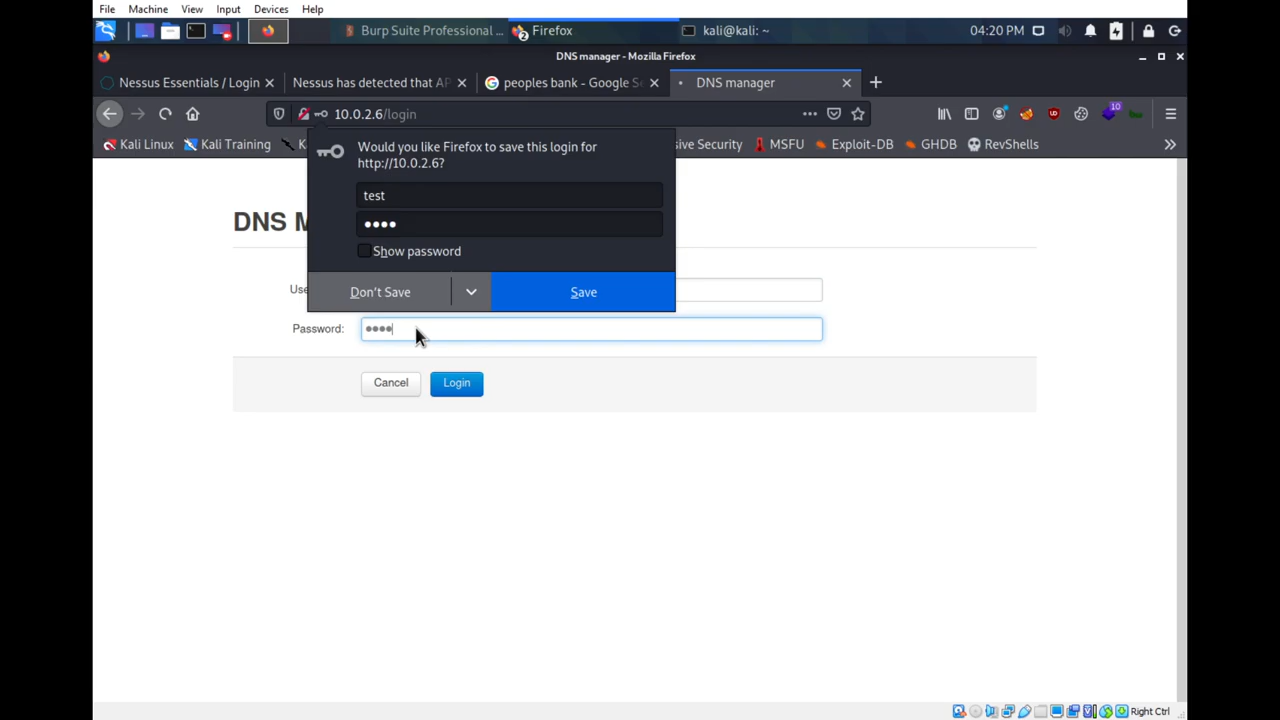 File Machine View Input Devices Help
Burp Suite Professional ... Firefox kali@kali: ~ 04:20 PM
DNS manager - Mozilla Firefox
Nessus Essentials / Login Nessus has detected that AP peoples bank - Google Se DNS manager
10.0.2.6/login 10
Kali Linux Kali Training K sive Security MSFU Exploit-DB GHDB RevShells
Would you like Firefox to save this login for
http://10.0.2.6?
test
DNS M
Show password
Use
Don't Save Save
Password:
Cancel Login
Right Ctrl